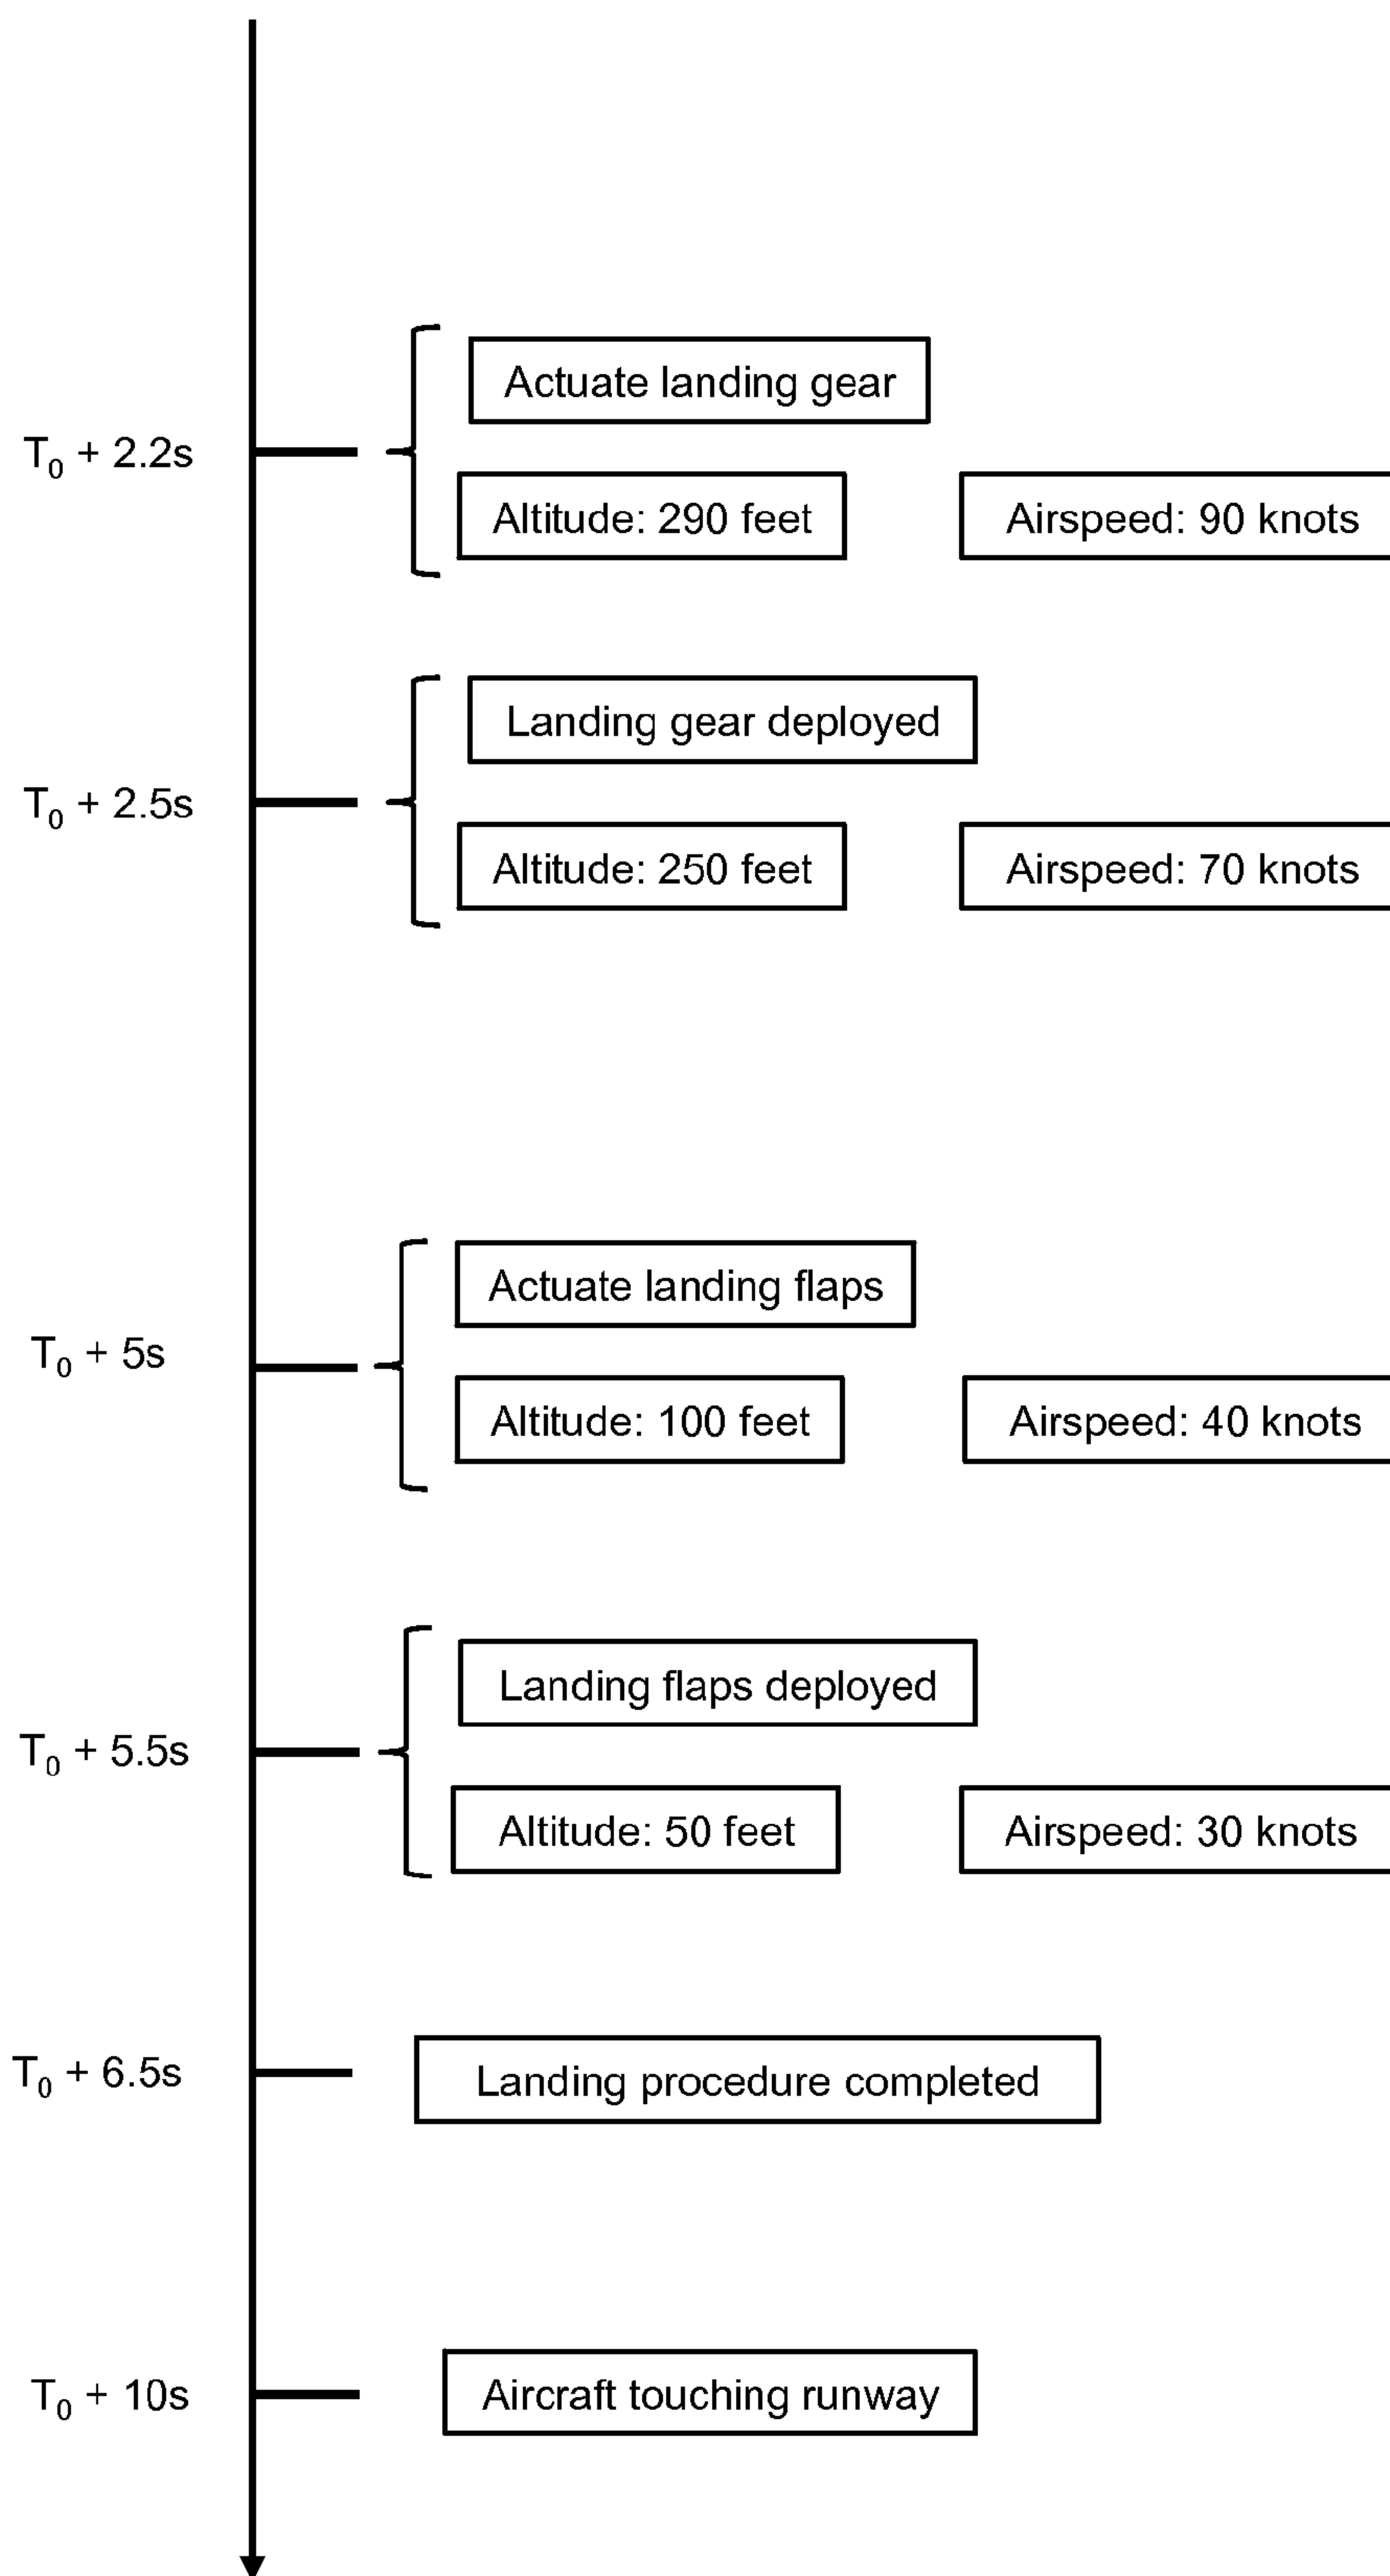 Actuate landing gear
T₀ + 2.2s
Altitude: 290 feet
Airspeed: 90 knots
Landing gear deployed
T₀ + 2.5s
Altitude: 250 feet
Airspeed: 70 knots
Actuate landing flaps
T₀ + 5s
Altitude: 100 feet
Airspeed: 40 knots
Landing flaps deployed
T₀ + 5.5s
Altitude: 50 feet
Airspeed: 30 knots
T₀ + 6.5s
Landing procedure completed
T₀ + 10s
Aircraft touching runway